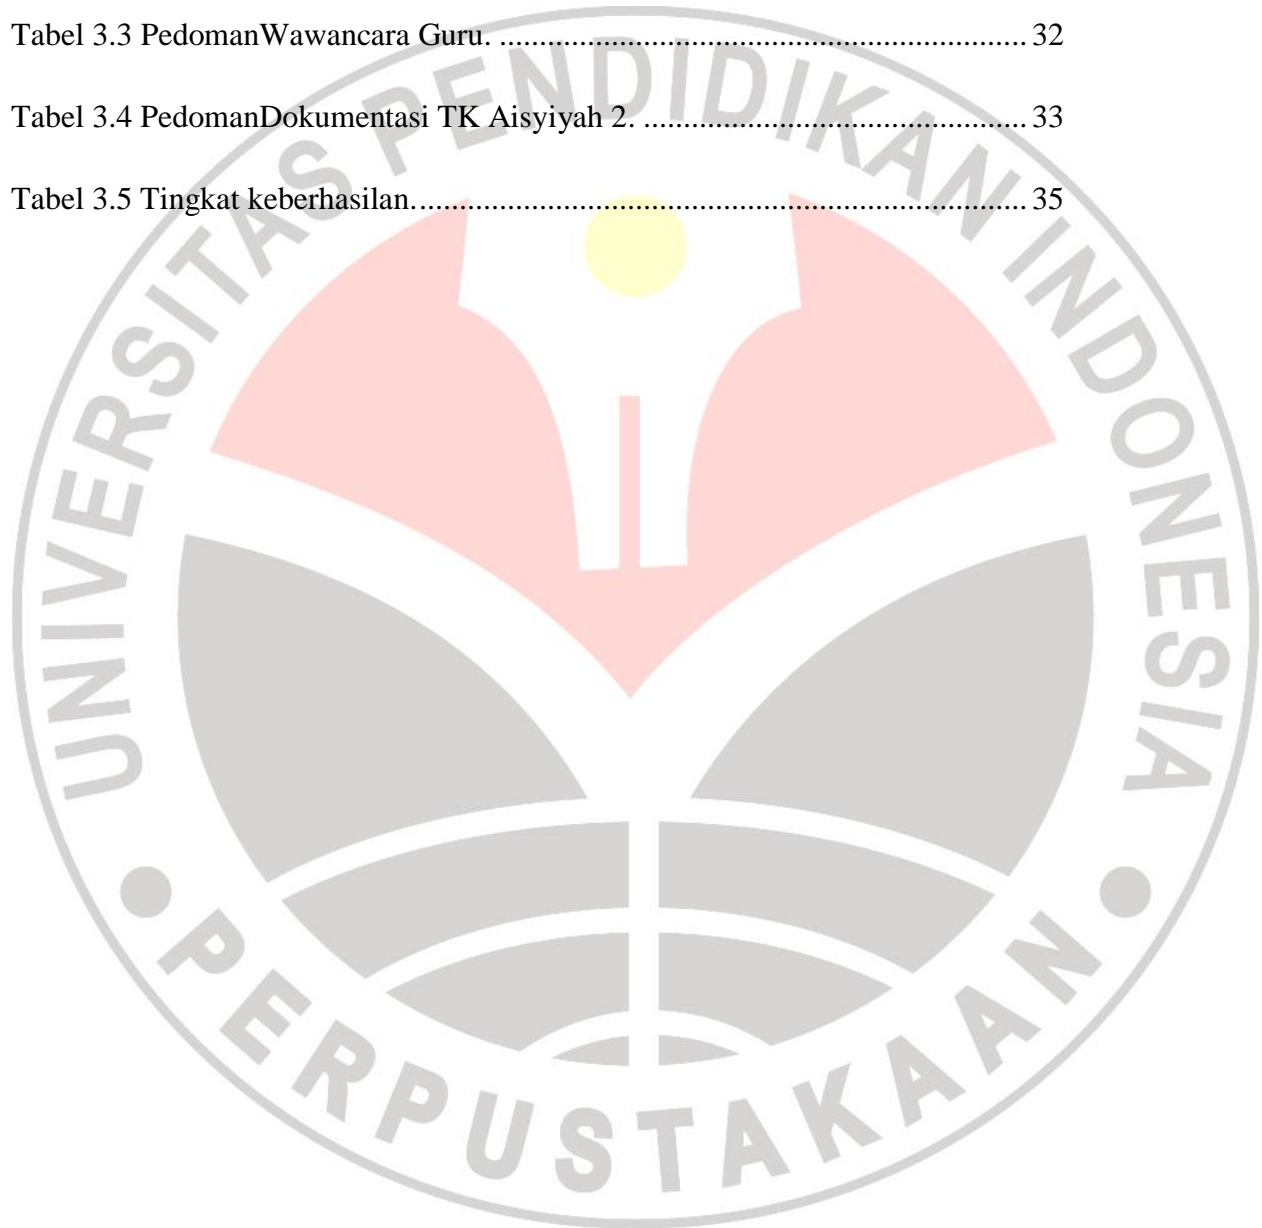 Tabel 3.3 PedomanWawancara Guru. .................................................................. 32
Tabel 3.4 PedomanDokumentasi TK Aisyiyah 2. ................................................ 33
Tabel 3.5 Tingkat keberhasilan............................................................................. 35
UNIVERSITAS PENDIDIKAN INDONESIA
PERPUSTAKAAN